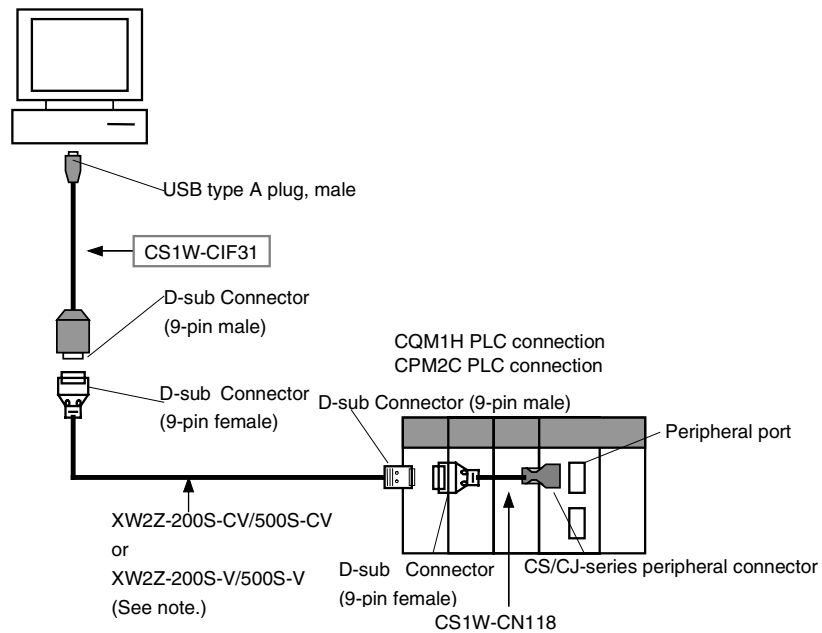 USB type A plug, male
CS1W-CIF31
D-sub Connector
(9-pin male)
CQM1H PLC connection
CPM2C PLC connection
D-sub Connector
(9-pin female)
D-sub Connector (9-pin male)
Peripheral port
XW2Z-200S-CV/500S-CV
or
XW2Z-200S-V/500S-V
(See note.)
D-sub Connector
(9-pin female)
CS/CJ-series peripheral connector
CS1W-CN118